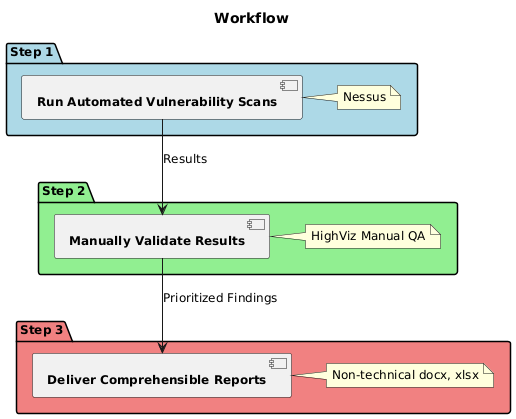 Workflow
Step 1
Run Automated Vulnerability Scans
Nessus
Results
Step 2
Manually Validate Results
HighViz Manual QA
Prioritized Findings
Step 3
Deliver Comprehensible Reports
Non-technical docx, xlsx